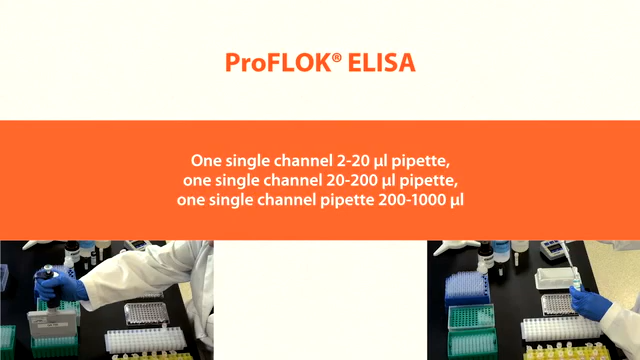 ProFLOK® ELISA
One single channel 2-20 µl pipette,
one single channel 20-200 µl pipette,
one single channel pipette 200-1000 µl